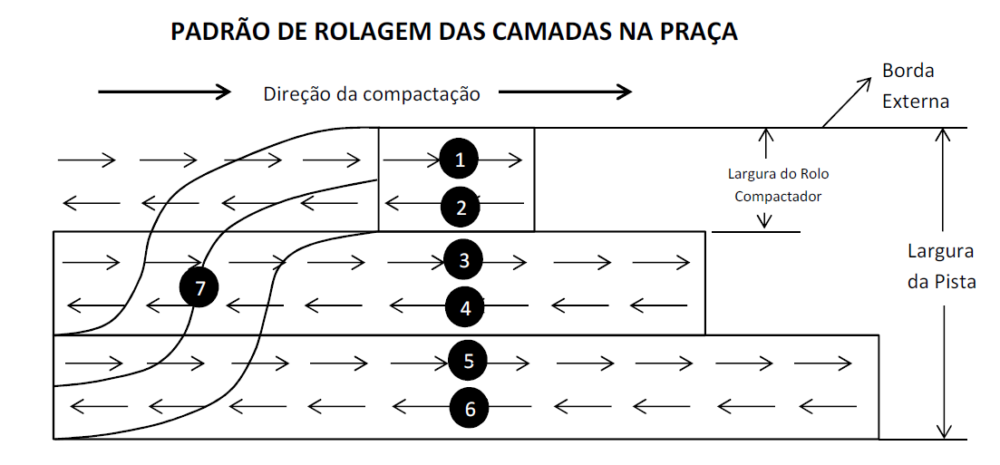 PADRÃO DE ROLAGEM DAS CAMADAS NA PRAÇA
Direção da compactação
Borda
Externa
1
2
Largura do Rolo
Compactador
3
4
7
Largura
da Pista
5
6